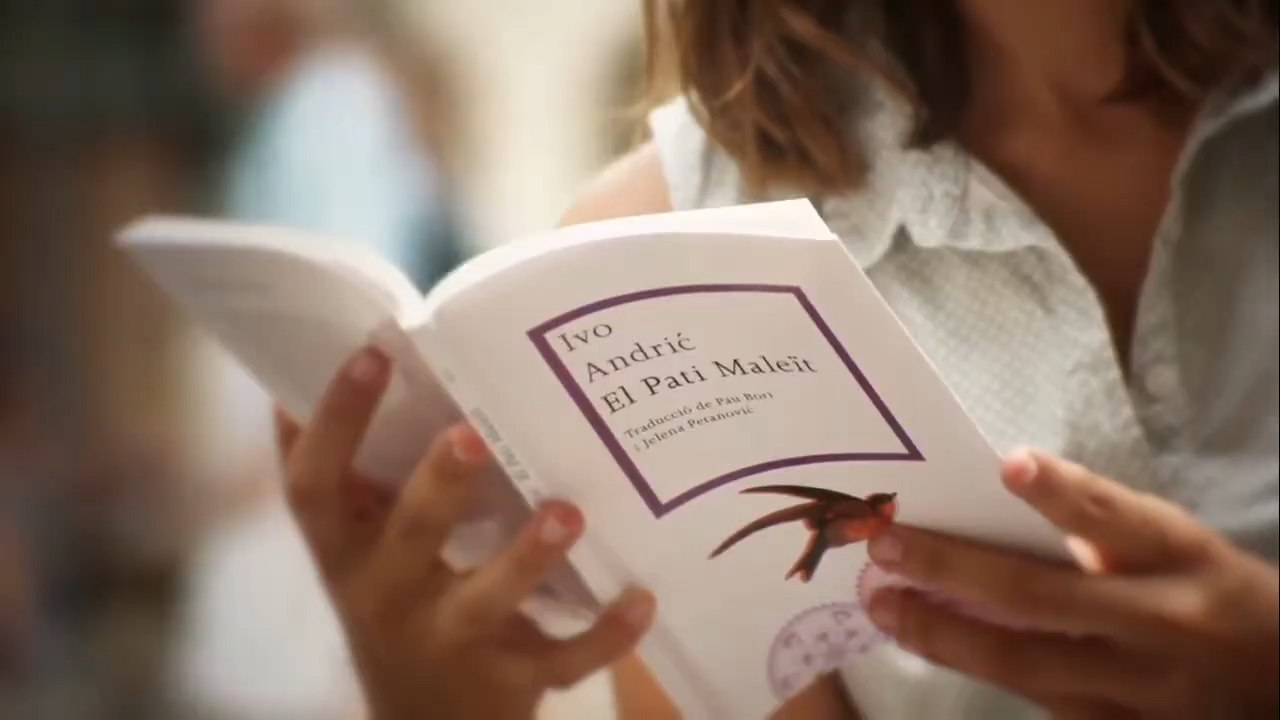 Ivo
Andrić
El Pati Maleït
Traducció de Pau Bori
i Jelena Petanović